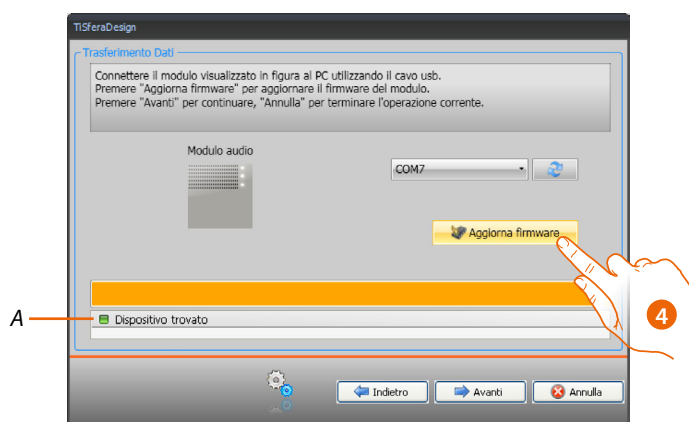 TiSferaDesign
Trasferimento Dati
Connettere il modulo visualizzato in figura al PC utilizzando il cavo usb.
Premere "Aggiorna firmware" per aggiornare il firmware del modulo.
Premere "Avanti" per continuare, "Annulla" per terminare l'operazione corrente.
Modulo audio
COM7
Aggiorna firmware
4
A
Dispositivo trovato
Indietro
Avanti
Annulla